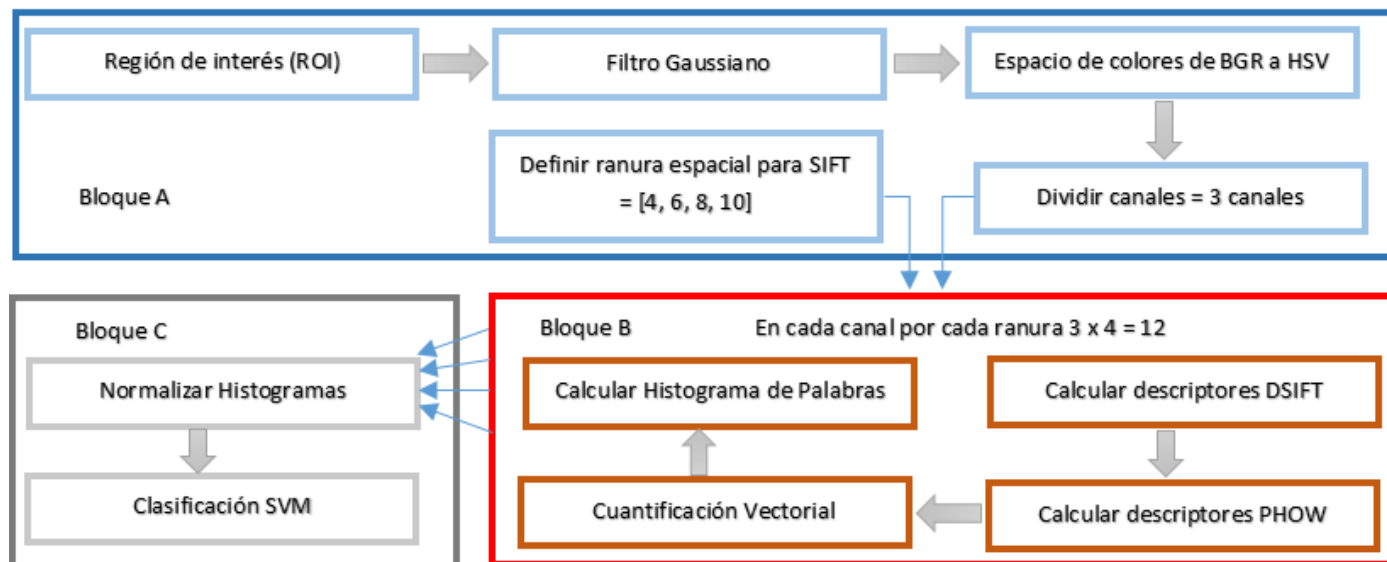 Región de interés (ROI)
Filtro Gaussiano
Espacio de colores de BGR a HSV
Bloque A
Definir ranura espacial para SIFT
= [4, 6, 8, 10]
Dividir canales = 3 canales
Bloque C
Normalizar Histogramas
Clasificación SVM
Bloque B
En cada canal por cada ranura 3 x 4 = 12
Calcular Histograma de Palabras
Calcular descriptores DSIFT
Cuantificación Vectorial
Calcular descriptores PHOW